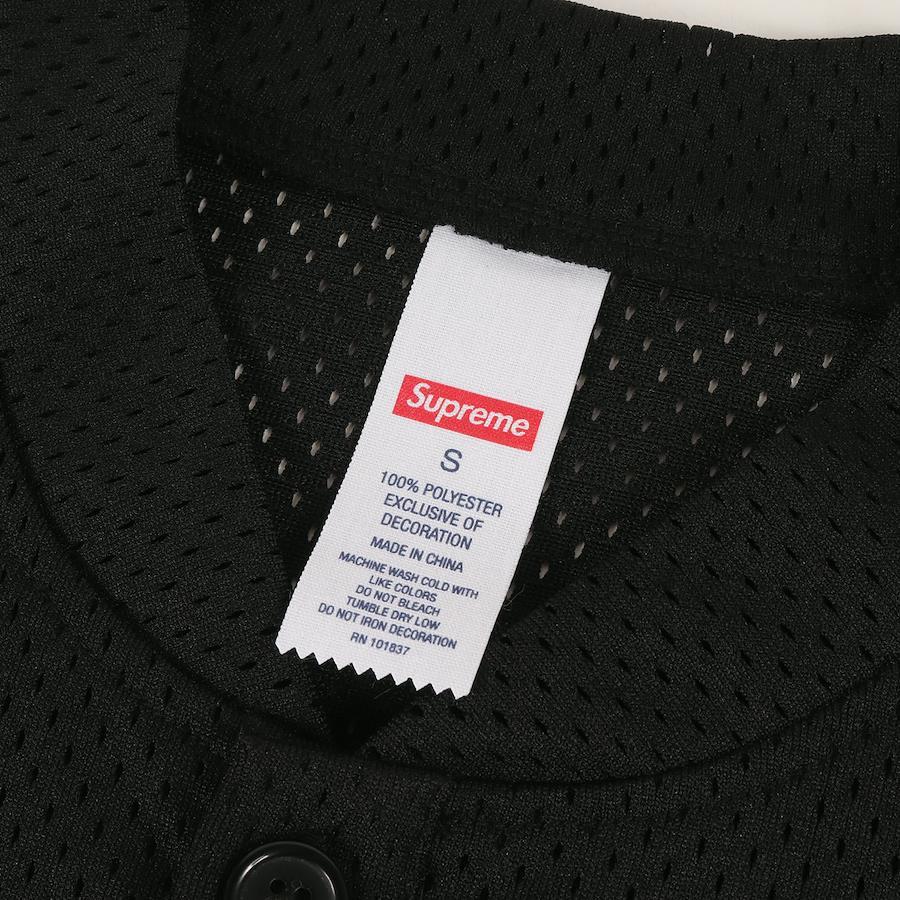 Supreme
S
100% POLYESTER
EXCLUSIVE OF
DECORATION
MADE IN CHINA
MACHINE WASH COLD WITH
LIKE COLORS
DO NOT BLEACH
TUMBLE DRY LOW
DO NOT IRON DECORATION
RN 101837